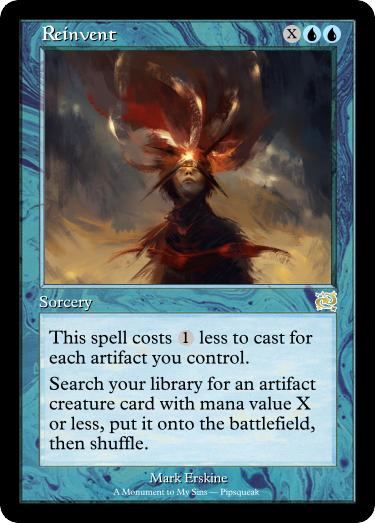 Reinvent X
Sorcery
This spell costs 1 less to cast for
each artifact you control.
Search your library for an artifact
creature card with mana value X
or less, put it onto the battlefield,
then shuffle.
Mark Erskine
A Monument to My Sins — Pipsqueak